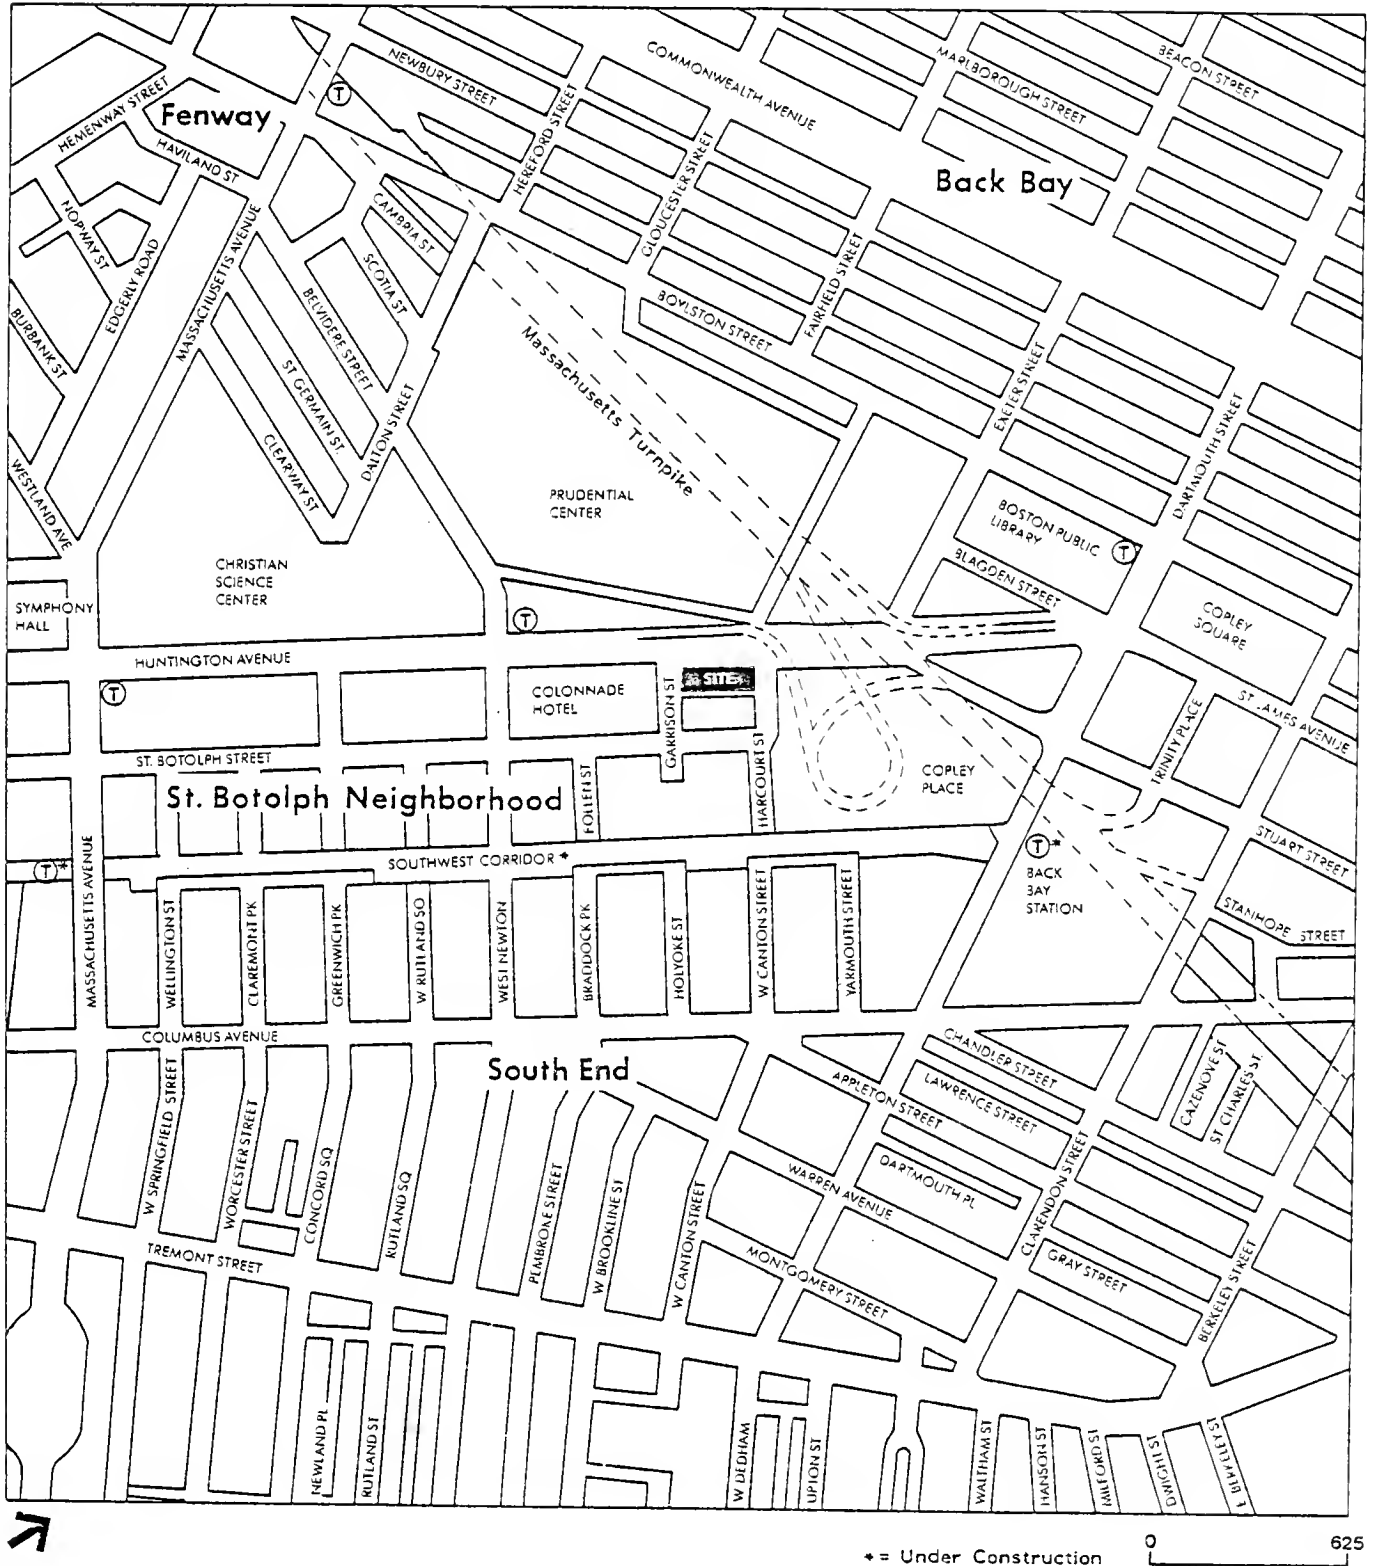 BEACON STREET
MARLBOROUGH STREET
COMMONWEALTH AVENUE
NEWBURY STREET
Fenway
HEMENWAY STREET
HAVILAND ST
HEREFORD STREET
GLOUCESTER STREET
Back Bay
CAMBRIA ST
SCOTIA ST
NORWAY ST
EDGERLY ROAD
MASSACHUSETTS AVENUE
BELVIDERE STREET
ST GERMAIN ST.
CLEARWAY ST
DALTON STREET
BURBANK ST
WESTLAND AVE
BOYLSTON STREET
FAIRFIELD STREET
EXETER STREET
DARTMOUTH STREET
Massachusetts Turnpike
PRUDENTIAL
CENTER
BOSTON PUBLIC
LIBRARY
T
T
BLAGDEN STREET
CHRISTIAN
SCIENCE
CENTER
SYMPHONY
HALL
T
COPLEY
SQUARE
HUNTINGTON AVENUE
T
COLONNADE
HOTEL
GARRISON ST
SITE
ST. JAMES AVENUE
TRINITY PLACE
ST. BOTOLPH STREET
St. Botolph Neighborhood
FOLLEN ST
HARCOURT ST
COPLEY
PLACE
STUART STREET
SOUTHWEST CORRIDOR *
T *
T *
BACK
BAY
STATION
STANHOPE STREET
MASSACHUSETTS AVENUE
WELLINGTON ST
CLAREMONT PK
GREENWICH PK
W RUTLAND SQ
WEST NEWTON
BRADDOCK PK
HOLYOKE ST
W CANTON STREET
YARMOUTH STREET
COLUMBUS AVENUE
South End
CHANDLER STREET
LAWRENCE STREET
APPLETON STREET
CAZENOVE ST
ST CHARLES ST.
W SPRINGFIELD STREET
WORCESTER STREET
CONCORD SQ
RUTLAND SQ
PEMBROKE STREET
W BROOKLINE ST
W CANTON STREET
WARREN AVENUE
DARTMOUTH PL
CLARENDON STREET
GRAY STREET
BERKELEY STREET
MONTGOMERY STREET
TREMONT STREET
NEWLAND PL
RUTLAND ST
W DEDHAM
UPTON ST
WALTHAM ST
HANSON ST
MILFORD ST
DWIGHT ST
E BERKELEY ST
* = Under Construction
0 625